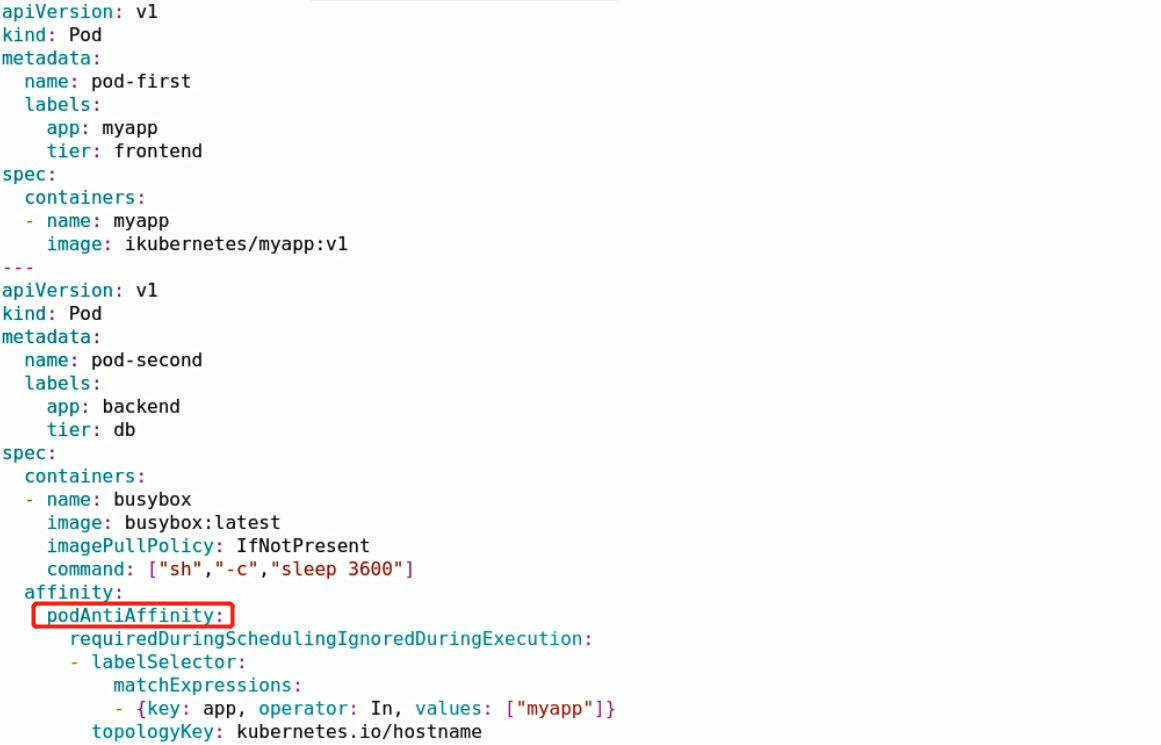 apiVersion: v1
kind: Pod
metadata:
  name: pod-first
  labels:
    app: myapp
    tier: frontend
spec:
  containers:
  - name: myapp
    image: ikubernetes/myapp:v1
---
apiVersion: v1
kind: Pod
metadata:
  name: pod-second
  labels:
    app: backend
    tier: db
spec:
  containers:
  - name: busybox
    image: busybox:latest
    imagePullPolicy: IfNotPresent
    command: ["sh","-c","sleep 3600"]
  affinity:
    podAntiAffinity:
      requiredDuringSchedulingIgnoredDuringExecution:
      - labelSelector:
          matchExpressions:
          - {key: app, operator: In, values: ["myapp"]}
        topologyKey: kubernetes.io/hostname